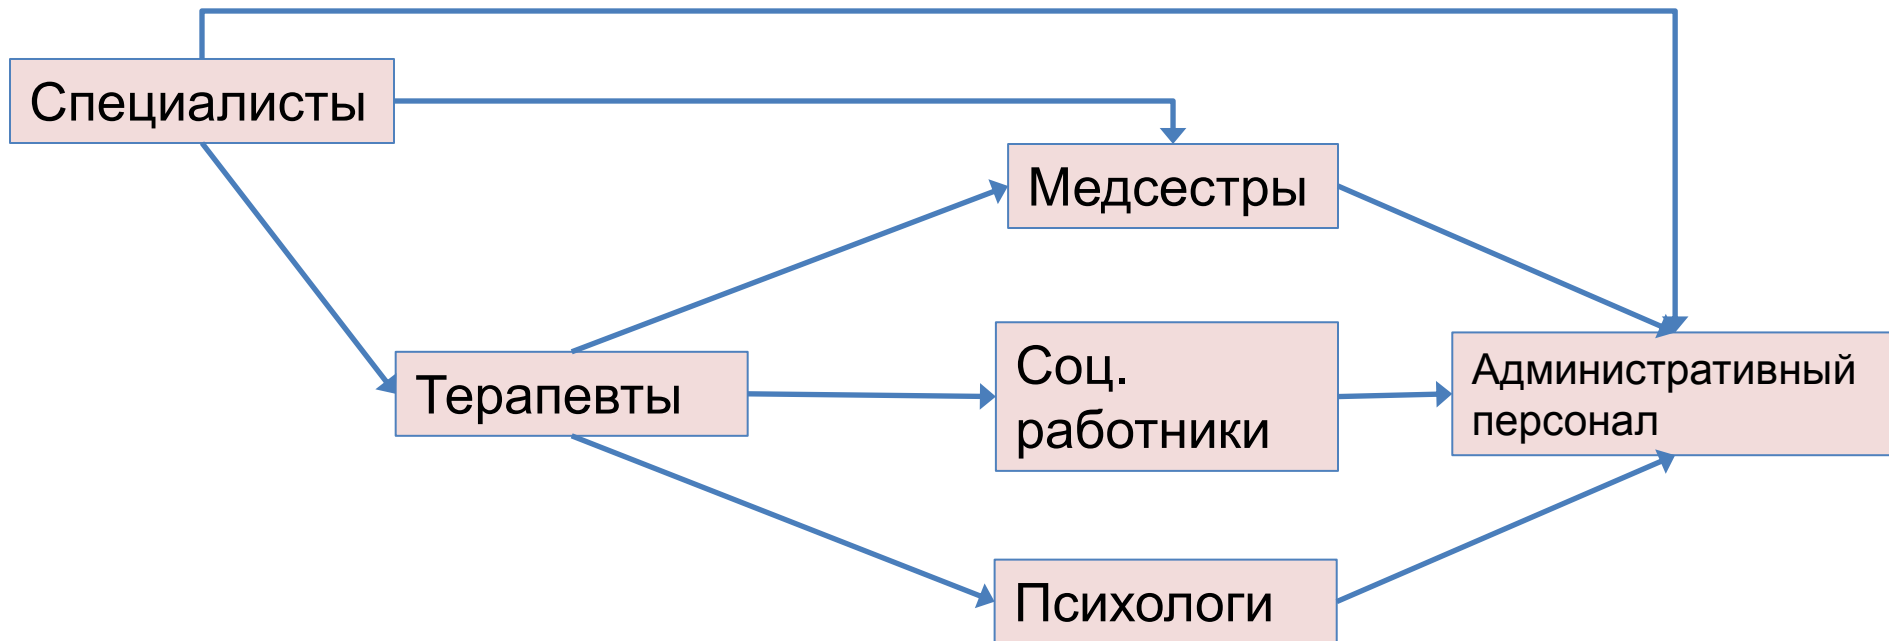 Специалисты
Медсестры
Терапевты
Соц.
работники
Административный
персонал
Психологи